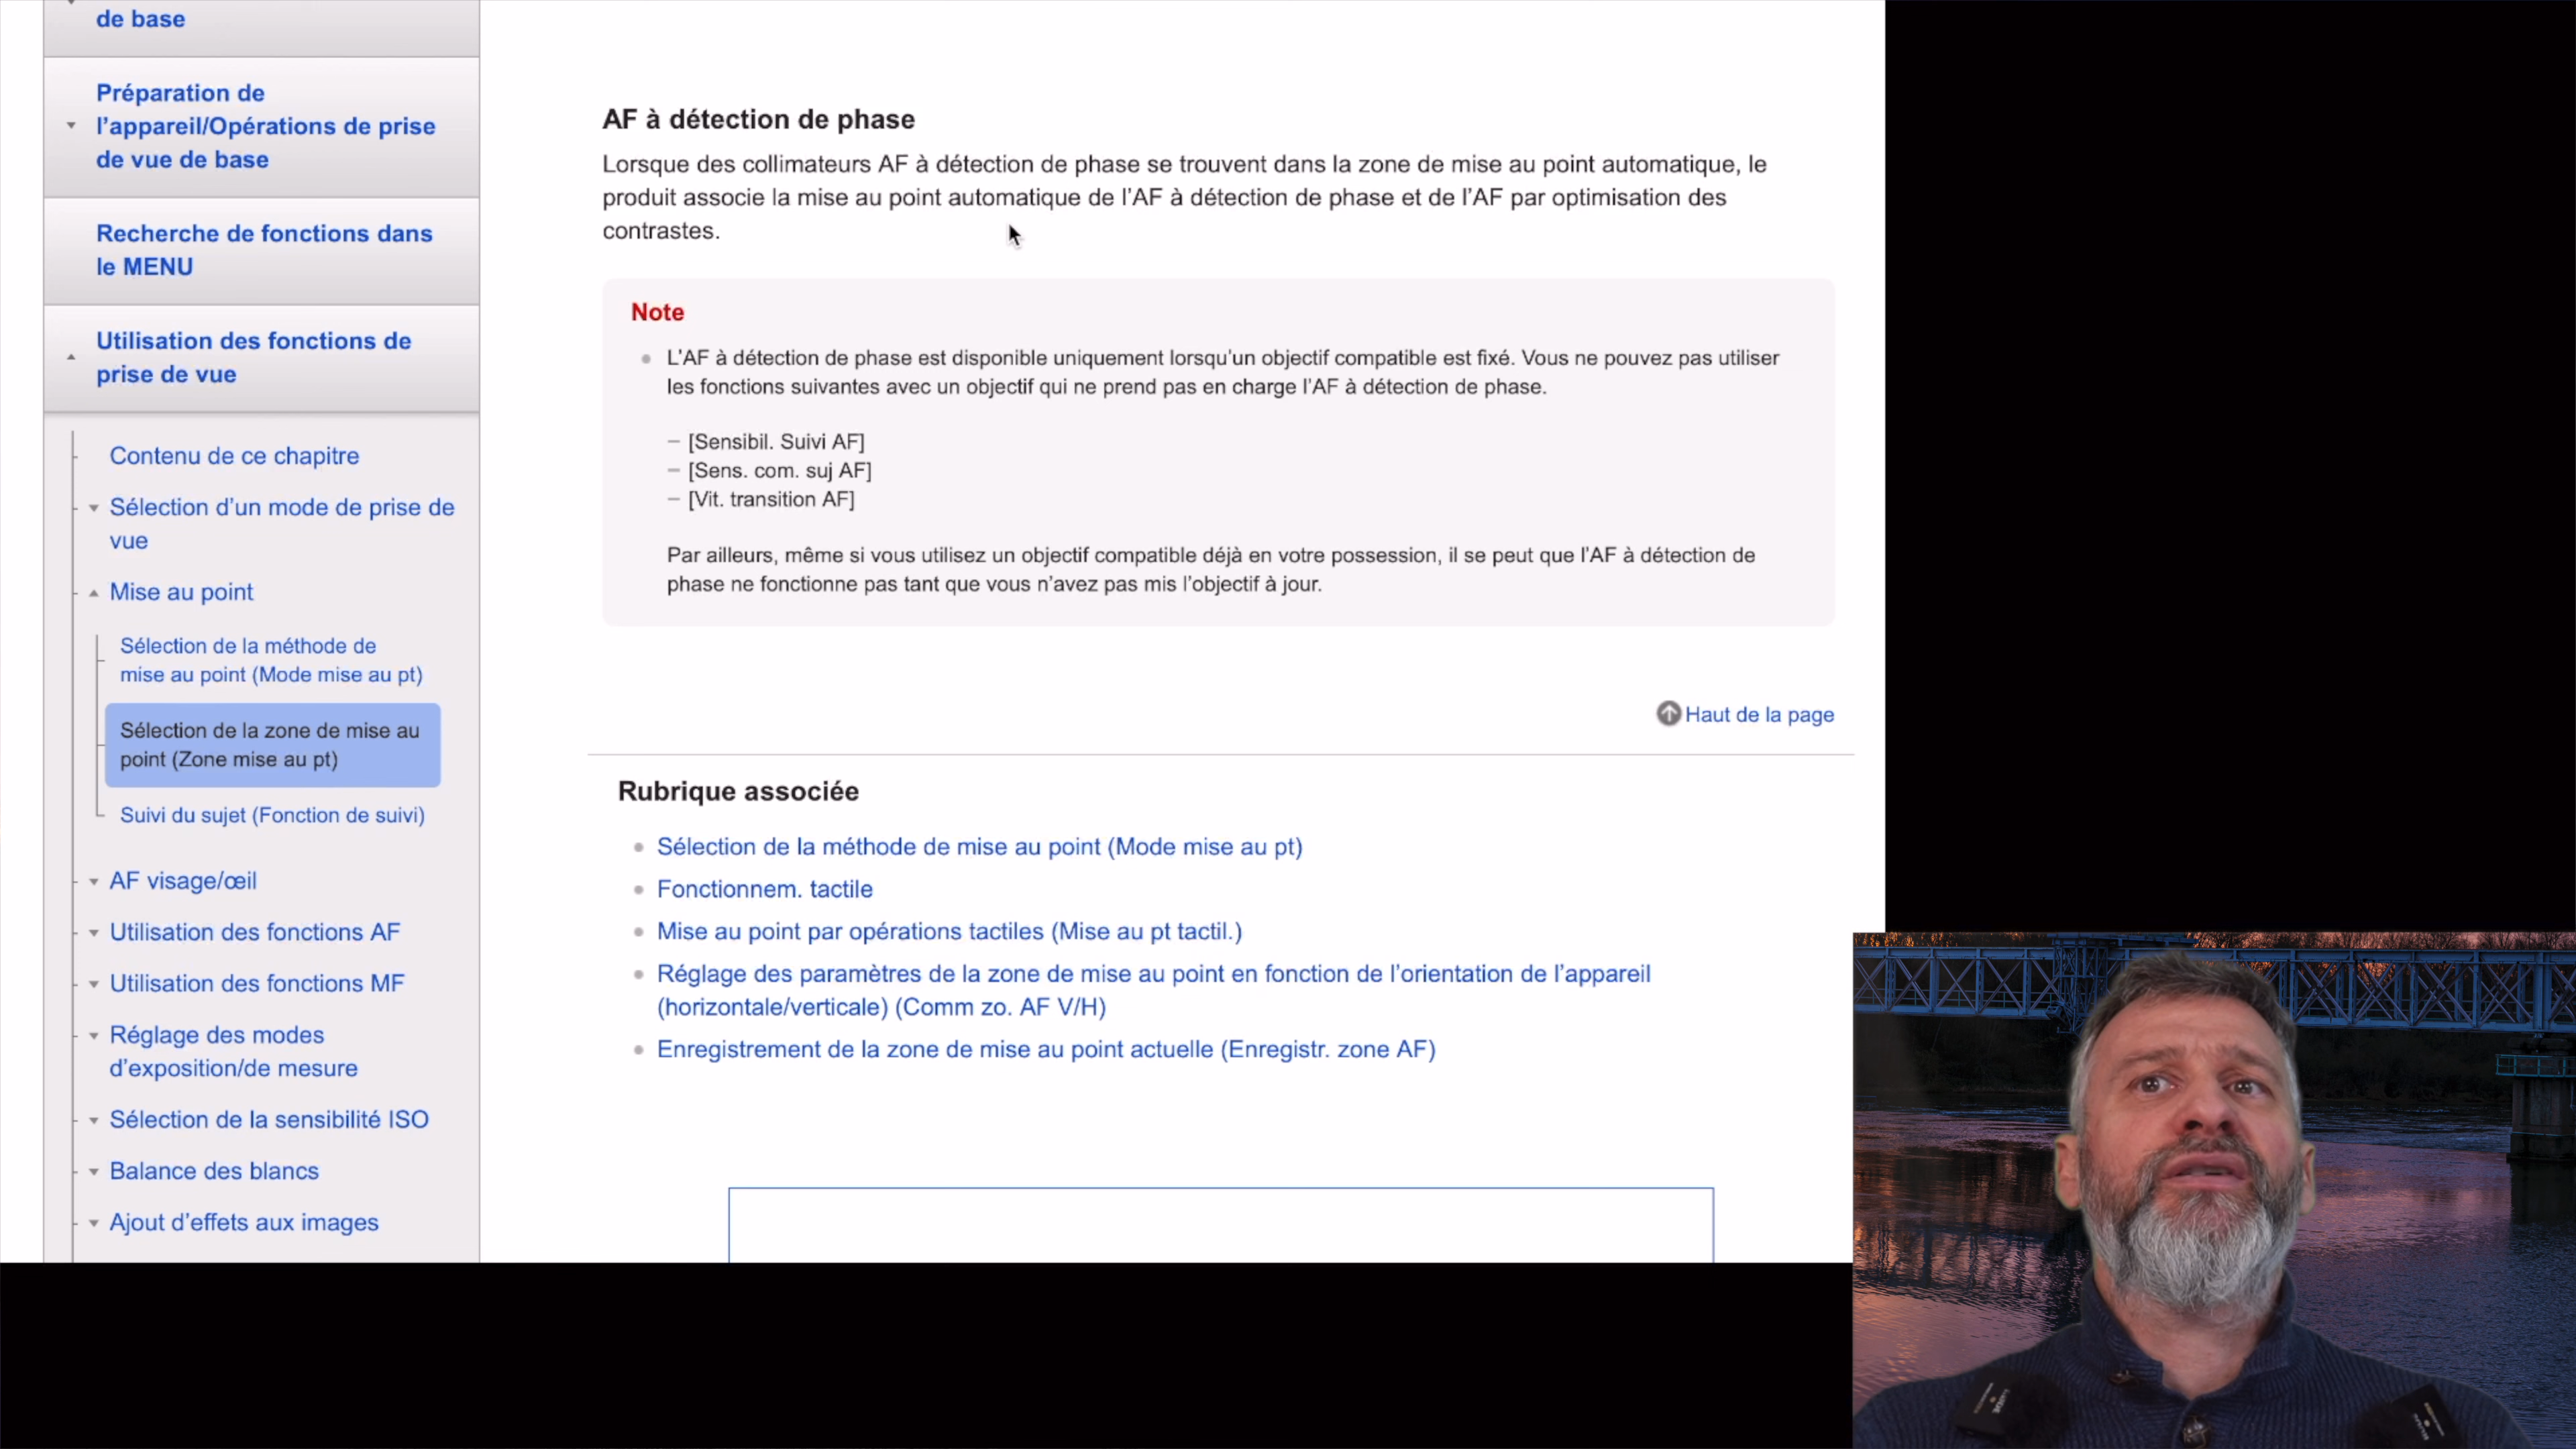 de base
Préparation de
l’appareil/Opérations de prise
de vue de base
Recherche de fonctions dans
le MENU
Utilisation des fonctions de
prise de vue
Contenu de ce chapitre
Sélection d’un mode de prise de
vue
Mise au point
Sélection de la méthode de
mise au point (Mode mise au pt)
Sélection de la zone de mise au
point (Zone mise au pt)
Suivi du sujet (Fonction de suivi)
AF visage/œil
Utilisation des fonctions AF
Utilisation des fonctions MF
Réglage des modes
d’exposition/de mesure
Sélection de la sensibilité ISO
Balance des blancs
Ajout d’effets aux images
AF à détection de phase
Lorsque des collimateurs AF à détection de phase se trouvent dans la zone de mise au point automatique, le
produit associe la mise au point automatique de l’AF à détection de phase et de l’AF par optimisation des
contrastes.
Note
L’AF à détection de phase est disponible uniquement lorsqu’un objectif compatible est fixé. Vous ne pouvez pas utiliser
les fonctions suivantes avec un objectif qui ne prend pas en charge l’AF à détection de phase.
– [Sensibil. Suivi AF]
– [Sens. com. suj AF]
– [Vit. transition AF]
Par ailleurs, même si vous utilisez un objectif compatible déjà en votre possession, il se peut que l’AF à détection de
phase ne fonctionne pas tant que vous n’avez pas mis l’objectif à jour.
Haut de la page
Rubrique associée
Sélection de la méthode de mise au point (Mode mise au pt)
Fonctionnem. tactile
Mise au point par opérations tactiles (Mise au pt tactil.)
Réglage des paramètres de la zone de mise au point en fonction de l’orientation de l’appareil
(horizontale/verticale) (Comm zo. AF V/H)
Enregistrement de la zone de mise au point actuelle (Enregistr. zone AF)